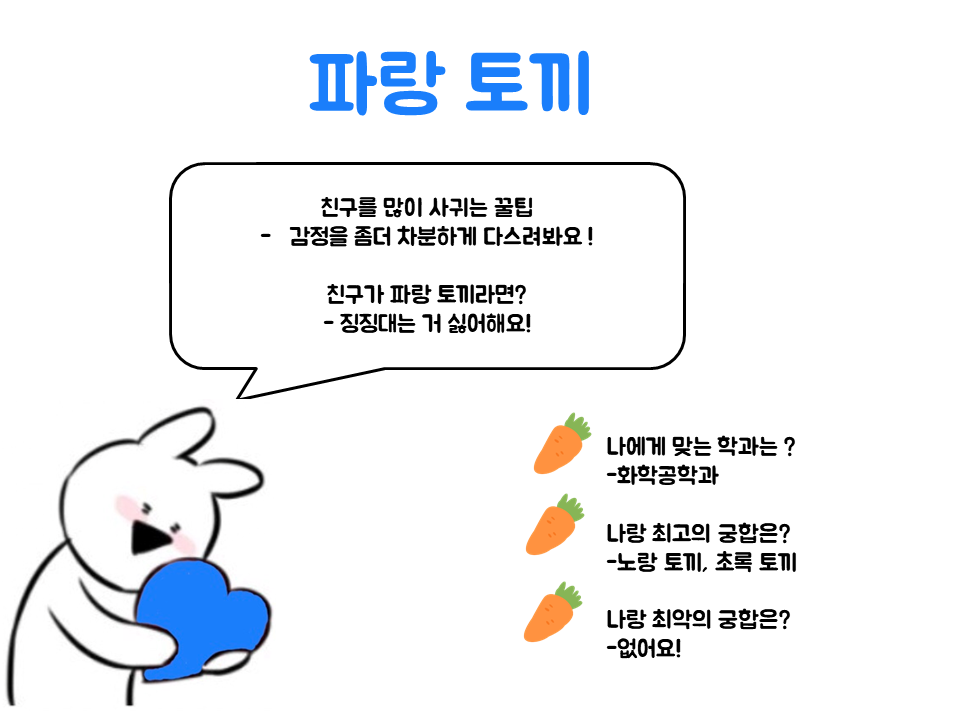 파랑 토끼
친구를 많이 사귀는 꿀팁
- 감정을 좀더 차분하게 다스려봐요 !
친구가 파랑 토끼라면?
- 징징대는 거 싫어해요!
나에게 맞는 학과는 ?
-화학공학과
나랑 최고의 궁합은?
-노랑 토끼, 초록 토끼
나랑 최악의 궁합은?
-없어요!